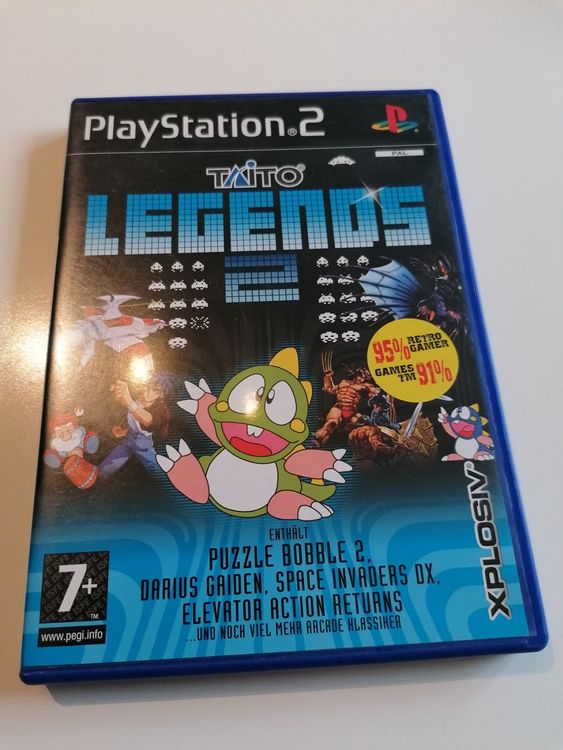 PlayStation®2
PAL
TAITO®
LEGENDS
2
95% RETRO GAMER
GAMES TM 91%
XPLOSIV®
ENTHÄLT
PUZZLE BOBBLE 2,
DARIUS GAIDEN, SPACE INVADERS DX,
ELEVATOR ACTION RETURNS
...UND NOCH VIEL MEHR ARCADE KLASSIKER
7+
™
www.pegi.info